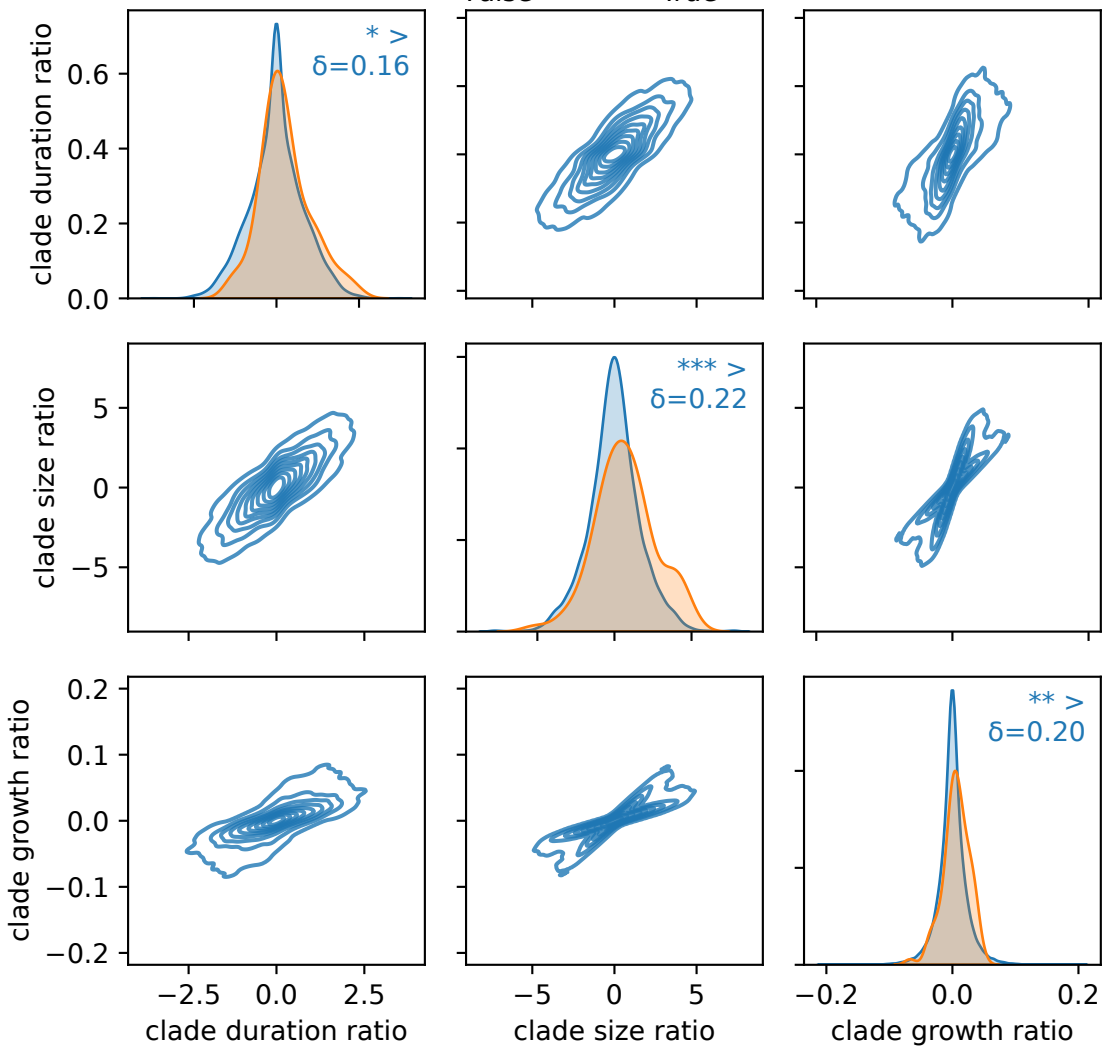 clade duration ratio
0.6
0.4
0.2
0.0
* >
δ=0.16
clade size ratio
5
0
−5
*** >
δ=0.22
clade growth ratio
0.2
0.1
0.0
−0.1
−0.2
** >
δ=0.20
−2.5 0.0 2.5
−5 0 5
−0.2 0.0 0.2
clade duration ratio
clade size ratio
clade growth ratio